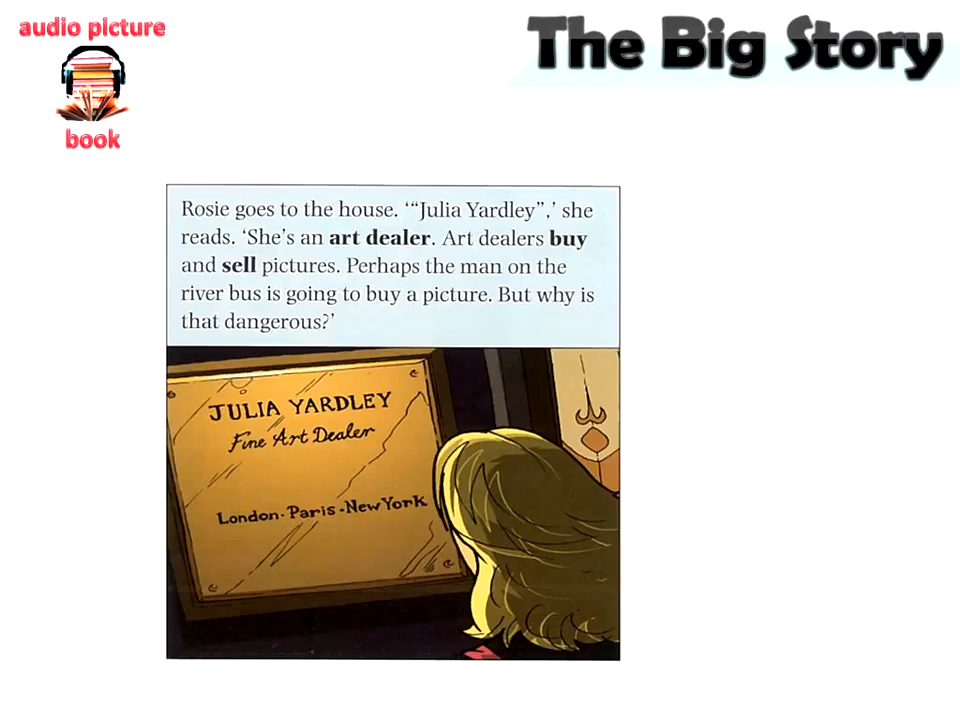 audio picture
book
The Big Story
Rosie goes to the house. ‘“Julia Yardley”,’ she
reads. ‘She’s an art dealer. Art dealers buy
and sell pictures. Perhaps the man on the
river bus is going to buy a picture. But why is
that dangerous?’
JULIA YARDLEY
Fine Art Dealer
London - Paris - New York